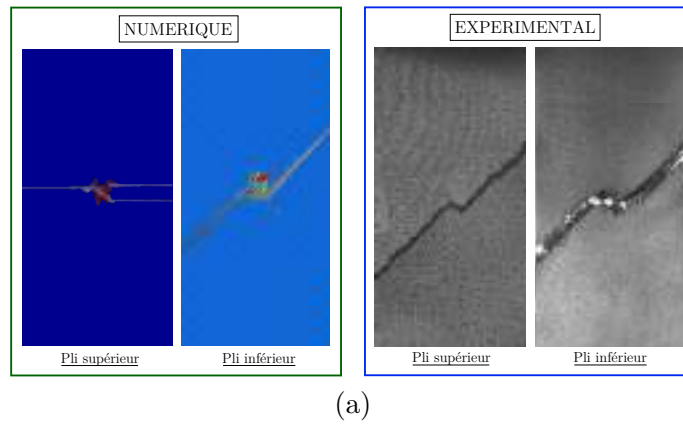 NUMERIQUE
EXPERIMENTAL
Pli supérieur
Pli inférieur
Pli supérieur
Pli inférieur
(a)